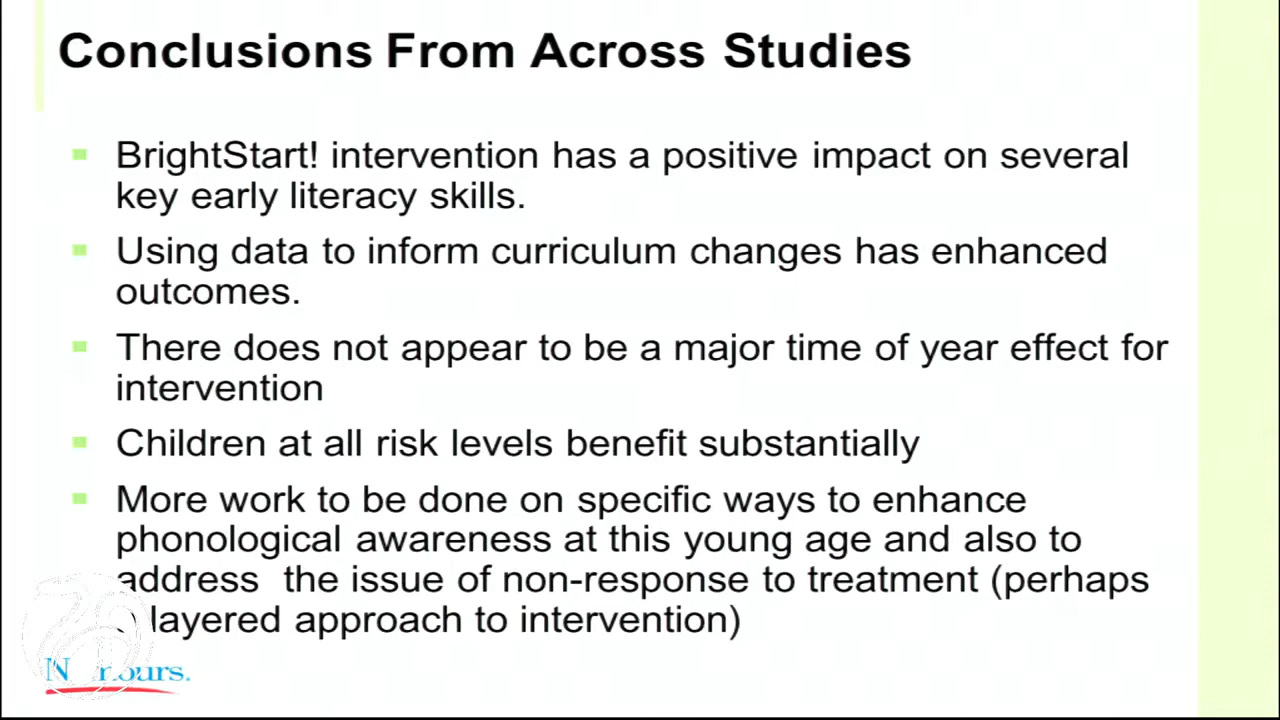 Conclusions From Across Studies
BrightStart! intervention has a positive impact on several
key early literacy skills.
Using data to inform curriculum changes has enhanced
outcomes.
There does not appear to be a major time of year effect for
intervention
Children at all risk levels benefit substantially
More work to be done on specific ways to enhance
phonological awareness at this young age and also to
address the issue of non-response to treatment (perhaps
layered approach to intervention)